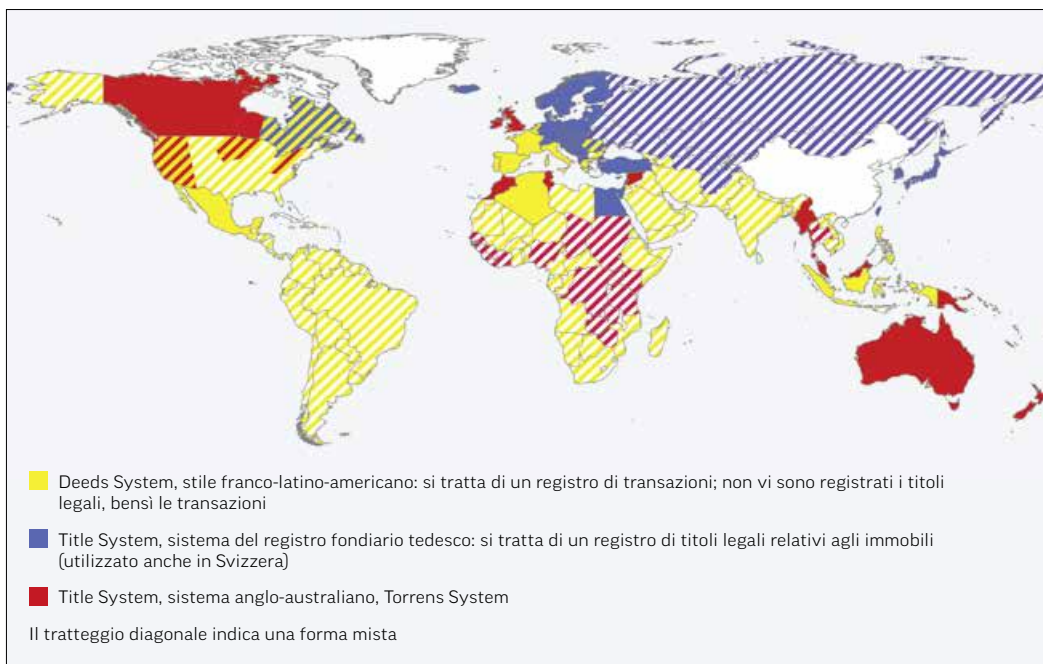 Deeds System, stile franco-latino-americano: si tratta di un registro di transazioni; non vi sono registrati i titoli
legali, bensì le transazioni
Title System, sistema del registro fondiario tedesco: si tratta di un registro di titoli legali relativi agli immobili
(utilizzato anche in Svizzera)
Title System, sistema anglo-australiano, Torrens System
Il tratteggio diagonale indica una forma mista